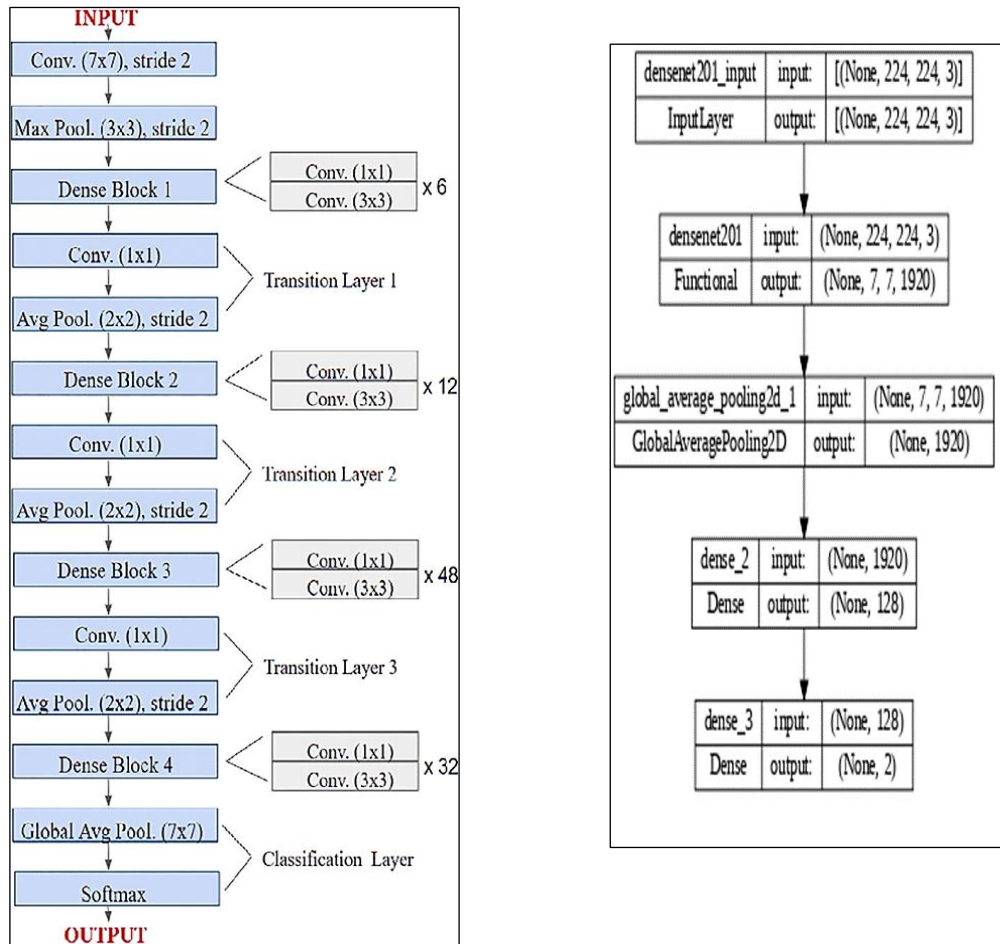 INPUT
Conv. (7x7), stride 2
Max Pool. (3x3), stride 2
Dense Block 1
Conv. (1x1)
Conv. (3x3)
x 6
Conv. (1x1)
Avg Pool. (2x2), stride 2
Transition Layer 1
Dense Block 2
Conv. (1x1)
Conv. (3x3)
x 12
Conv. (1x1)
Avg Pool. (2x2), stride 2
Transition Layer 2
Dense Block 3
Conv. (1x1)
Conv. (3x3)
x 48
Conv. (1x1)
Avg Pool. (2x2), stride 2
Transition Layer 3
Dense Block 4
Conv. (1x1)
Conv. (3x3)
x 32
Global Avg Pool. (7x7)
Softmax
Classification Layer
OUTPUT
densenet201_input input: [(None, 224, 224, 3)]
InputLayer output: [(None, 224, 224, 3)]
densenet201 input: (None, 224, 224, 3)
Functional output: (None, 7, 7, 1920)
global_average_pooling2d_1 input: (None, 7, 7, 1920)
GlobalAveragePooling2D output: (None, 1920)
dense_2 input: (None, 1920)
Dense output: (None, 128)
dense_3 input: (None, 128)
Dense output: (None, 2)